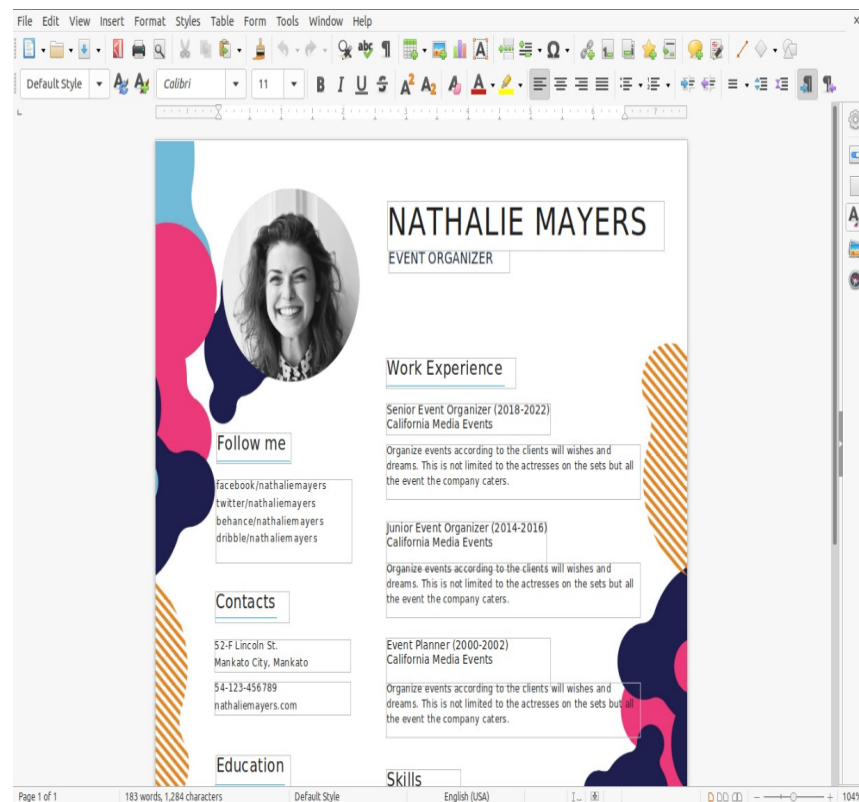 File Edit View Insert Format Styles Table Form Tools Window Help
Default Style Calibri 11
NATHALIE MAYERS
EVENT ORGANIZER
Work Experience
Senior Event Organizer (2018-2022)
California Media Events
Organize events according to the clients will wishes and
dreams. This is not limited to the actresses on the sets but all
the event the company caters.
Junior Event Organizer (2014-2016)
California Media Events
Organize events according to the clients will wishes and
dreams. This is not limited to the actresses on the sets but all
the event the company caters.
Event Planner (2000-2002)
California Media Events
Organize events according to the clients will wishes and
dreams. This is not limited to the actresses on the sets but all
the event the company caters.
Skills
Follow me
facebook/nathaliemayers
twitter/nathaliemayers
behance/nathaliemayers
dribble/nathaliemayers
Contacts
52-F Lincoln St.
Mankato City, Mankato
54-123-456789
nathaliemayers.com
Education
Page 1 of 1 183 words, 1,284 characters Default Style English (USA) 104%